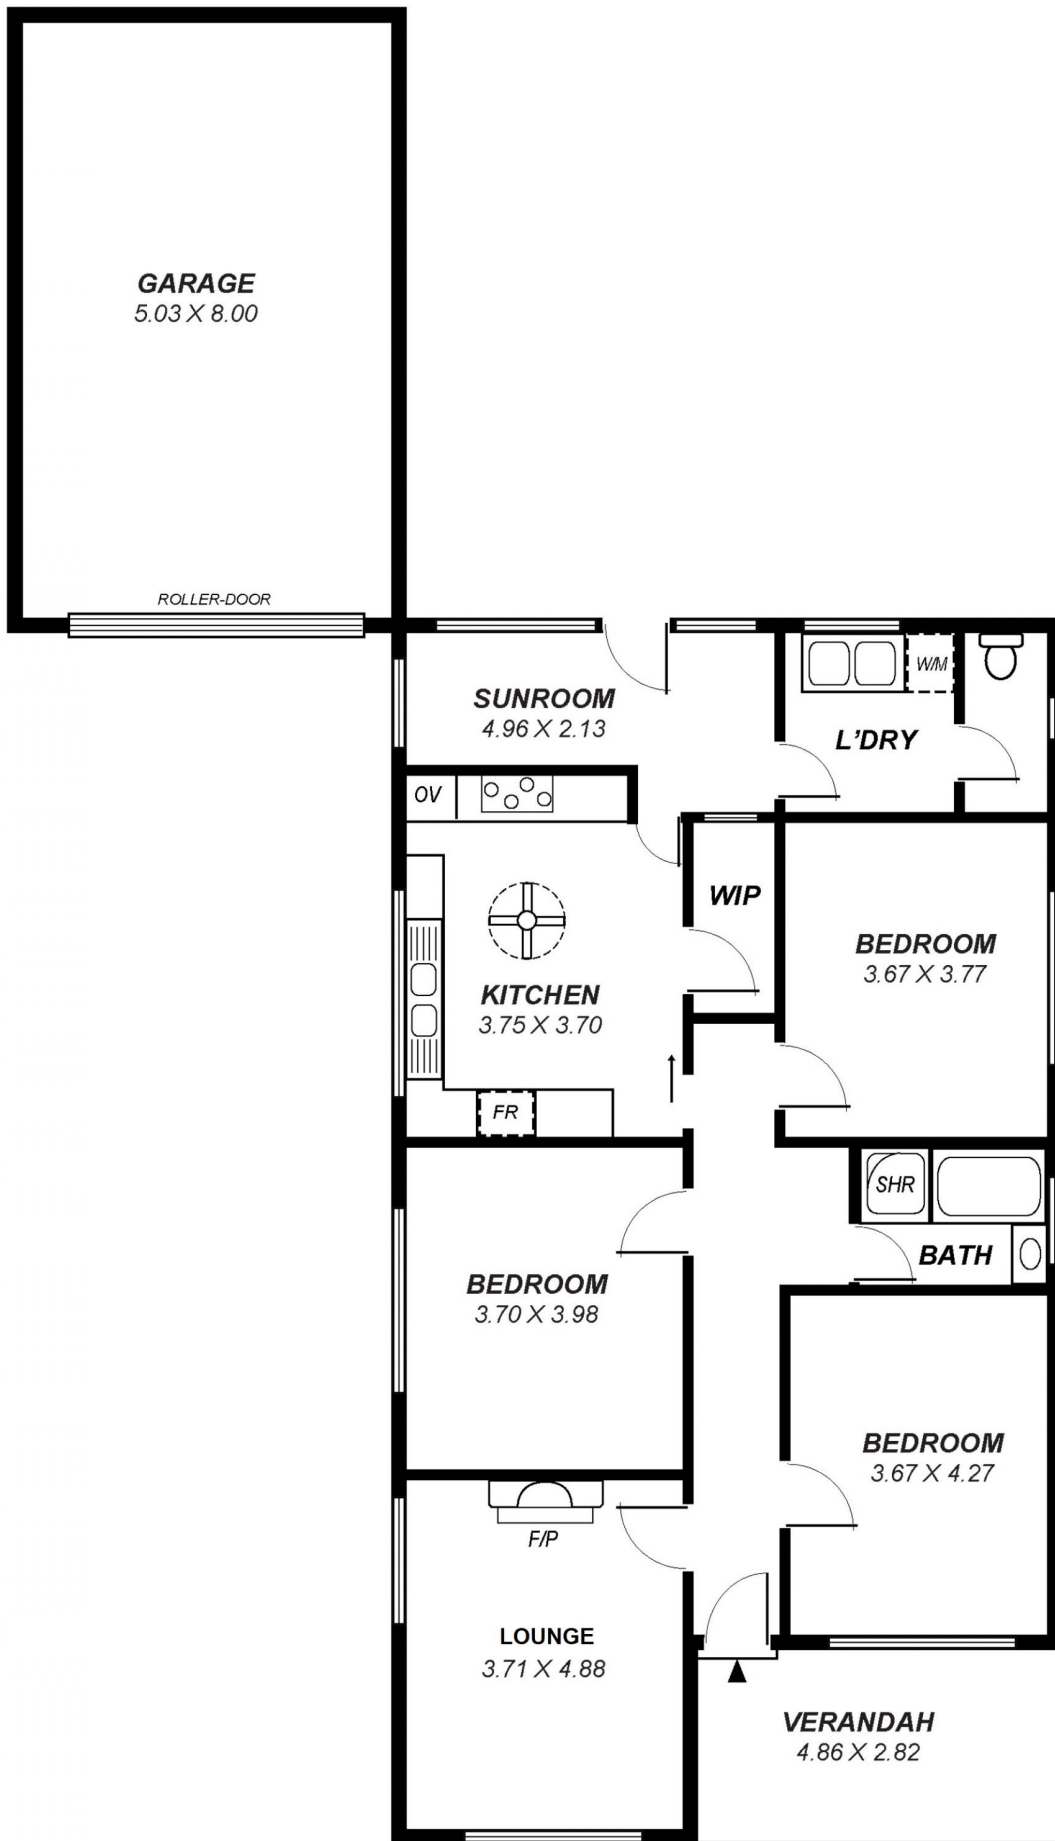 GARAGE
5.03 X 8.00
ROLLER-DOOR
SUNROOM
4.96 X 2.13
W/M
L'DRY
OV
WIP
BEDROOM
3.67 X 3.77
KITCHEN
3.75 X 3.70
FR
SHR
BATH
BEDROOM
3.70 X 3.98
BEDROOM
3.67 X 4.27
F/P
LOUNGE
3.71 X 4.88
VERANDAH
4.86 X 2.82